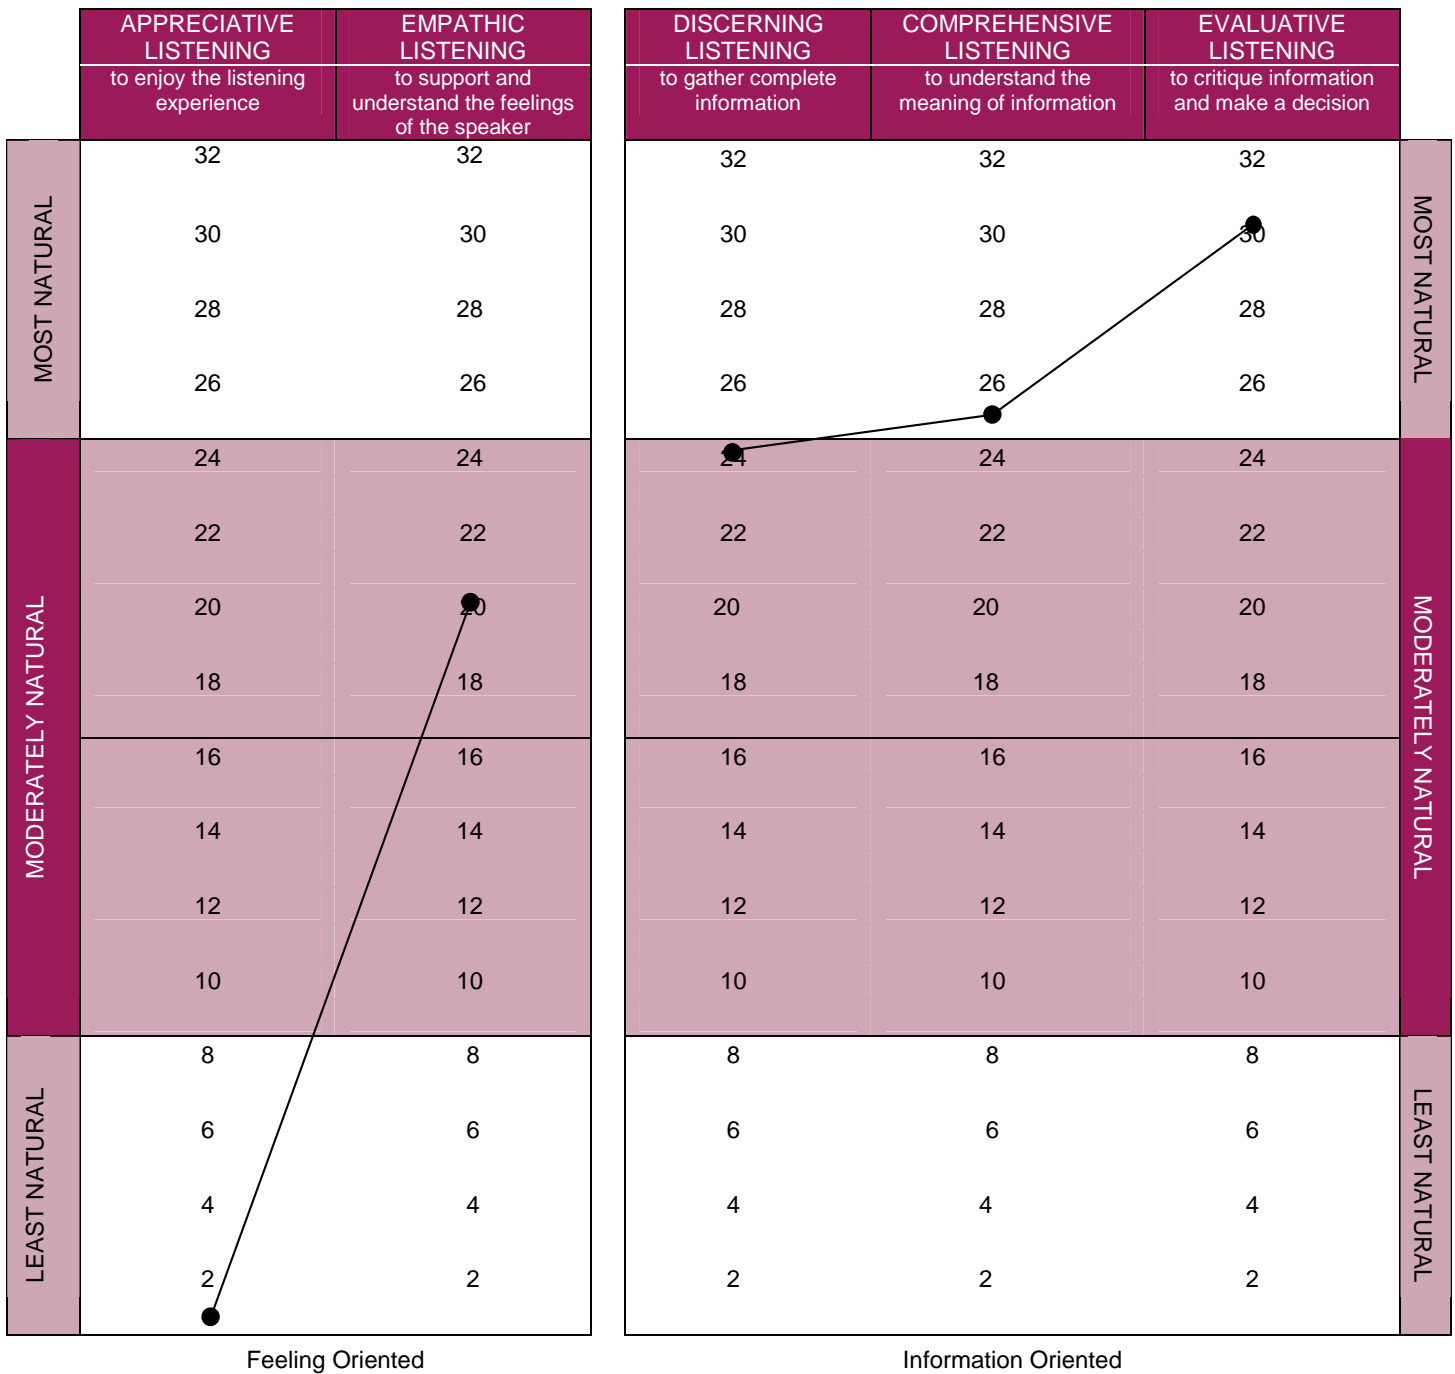 APPRECIATIVE
LISTENING
to enjoy the listening
experience
EMPATHIC
LISTENING
to support and
understand the feelings
of the speaker
DISCERNING
LISTENING
to gather complete
information
COMPREHENSIVE
LISTENING
to understand the
meaning of information
EVALUATIVE
LISTENING
to critique information
and make a decision
MOST NATURAL
MODERATELY NATURAL
LEAST NATURAL
32 32 32 32 32
30 30 30 30 30
28 28 28 28 28
26 26 26 26 26
24 24 24 24 24
22 22 22 22 22
20 20 20 20 20
18 18 18 18 18
16 16 16 16 16
14 14 14 14 14
12 12 12 12 12
10 10 10 10 10
8 8 8 8 8
6 6 6 6 6
4 4 4 4 4
2 2 2 2 2
MOST NATURAL
MODERATELY NATURAL
LEAST NATURAL
Feeling Oriented
Information Oriented